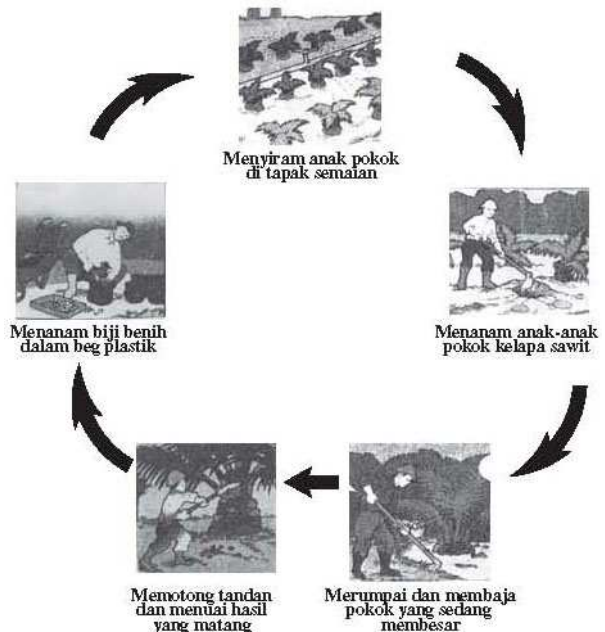 Menyiram anak pokok
di tapak semaian
Menanam anak-anak
pokok kelapa sawit
Merumpai dan membaja
pokok yang sedang
membesar
Memotong tandan
dan menuai hasil
yang matang
Menanam biji benih
dalam beg plastik